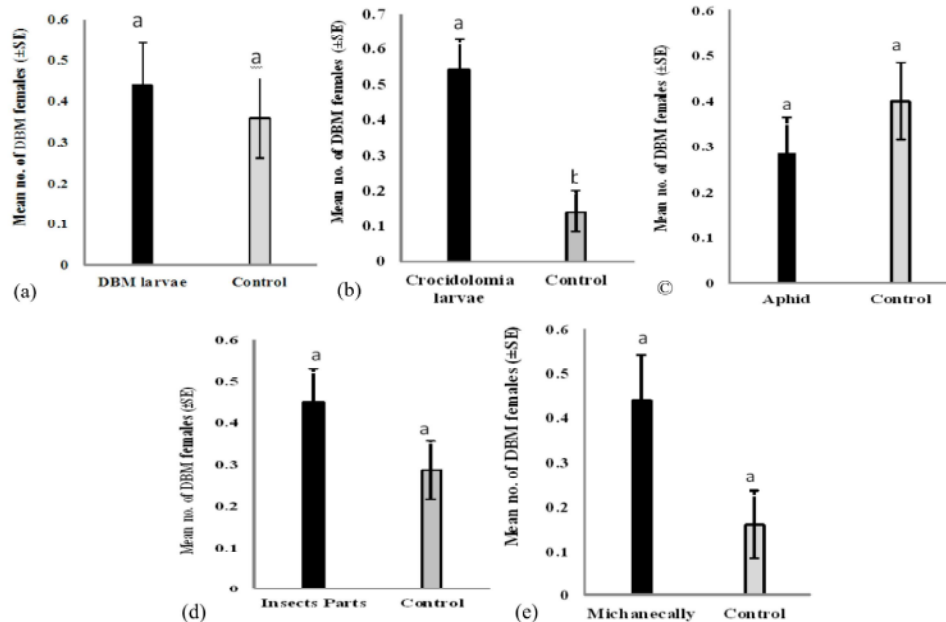 Mean no. of DBM females (±SE)
0.6
0.5
0.4
0.3
0.2
0.1
0
a
a
DBM larvae Control
(a)
Mean no. of DBM females (±SE)
0.7
0.6
0.5
0.4
0.3
0.2
0.1
0
a
b
Crocidolomia Control
larvae
(b)
Mean no. of DBM females (±SE)
0.6
0.5
0.4
0.3
0.2
0.1
0
a
a
Aphid Control
©
Mean no. of DBM females (±SE)
0.6
0.5
0.4
0.3
0.2
0.1
0
a
a
Insects Parts Control
(d)
Mean no. of DBM females (±SE)
0.6
0.5
0.4
0.3
0.2
0.1
0
a
a
Michanecally Control
(e)